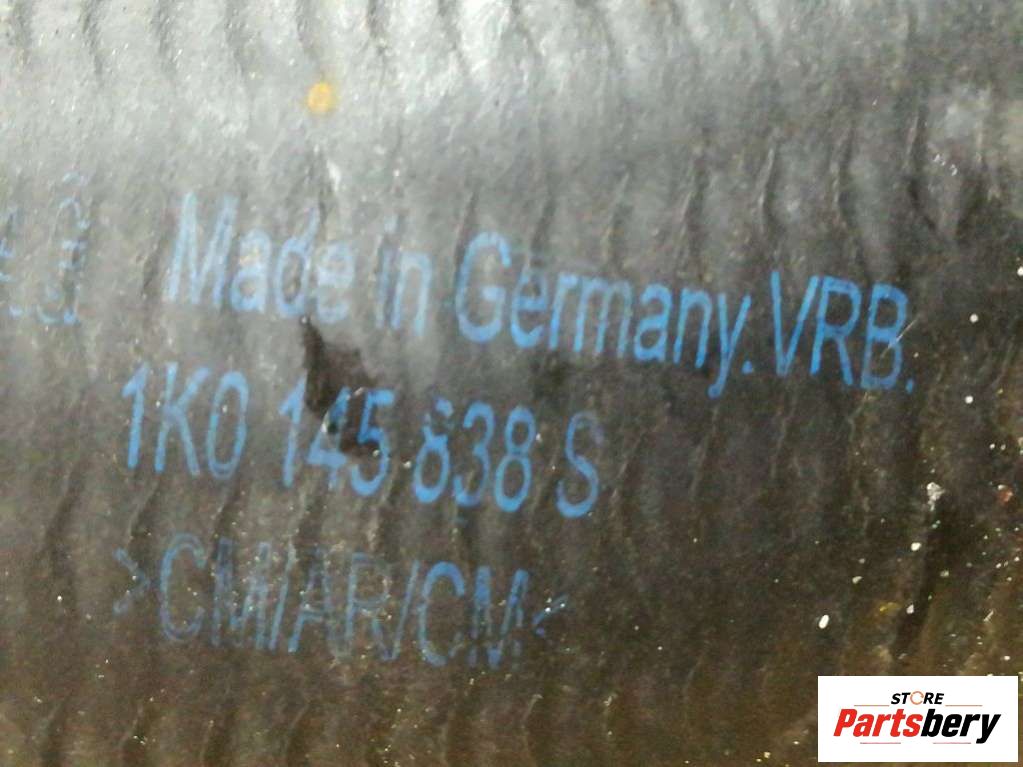 Made in Germany. VRB.
1K0 145 838 S
>CM/AR/CM<
STORE
Partsbery